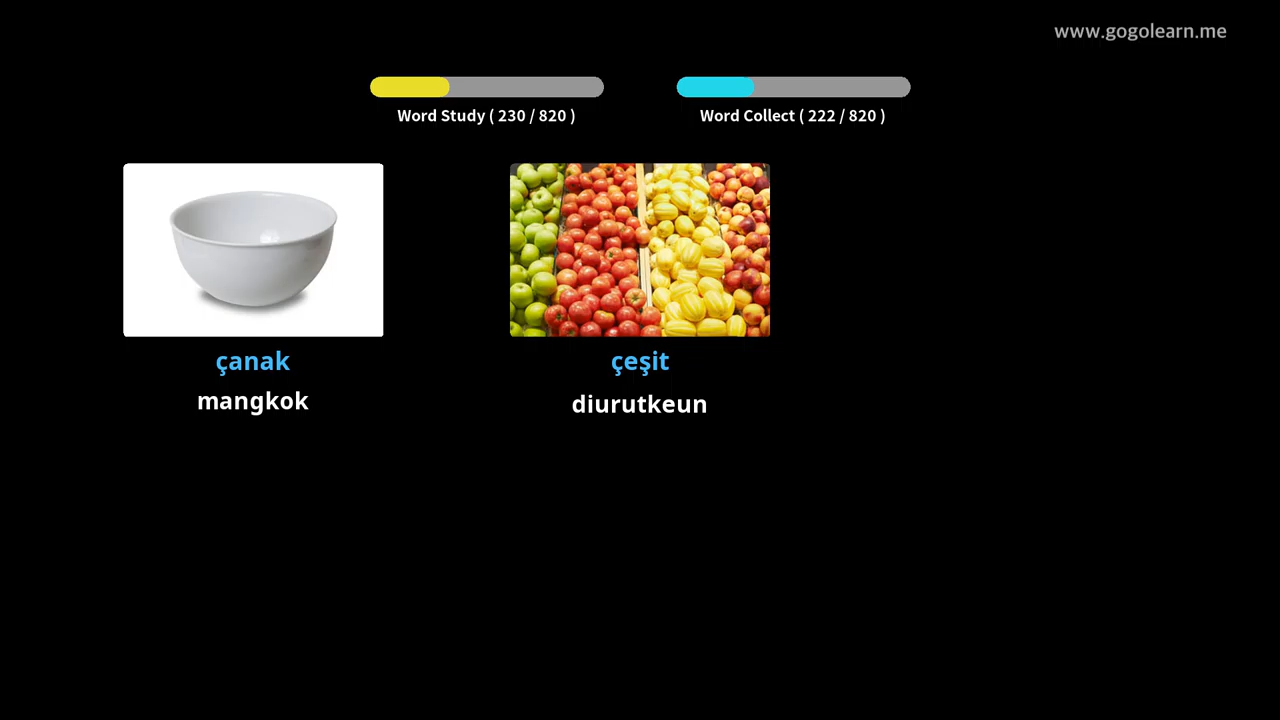 www.gogolearn.me
Word Study ( 230 / 820 )
Word Collect ( 222 / 820 )
çanak
mangkok
çeşit
diurutkeun